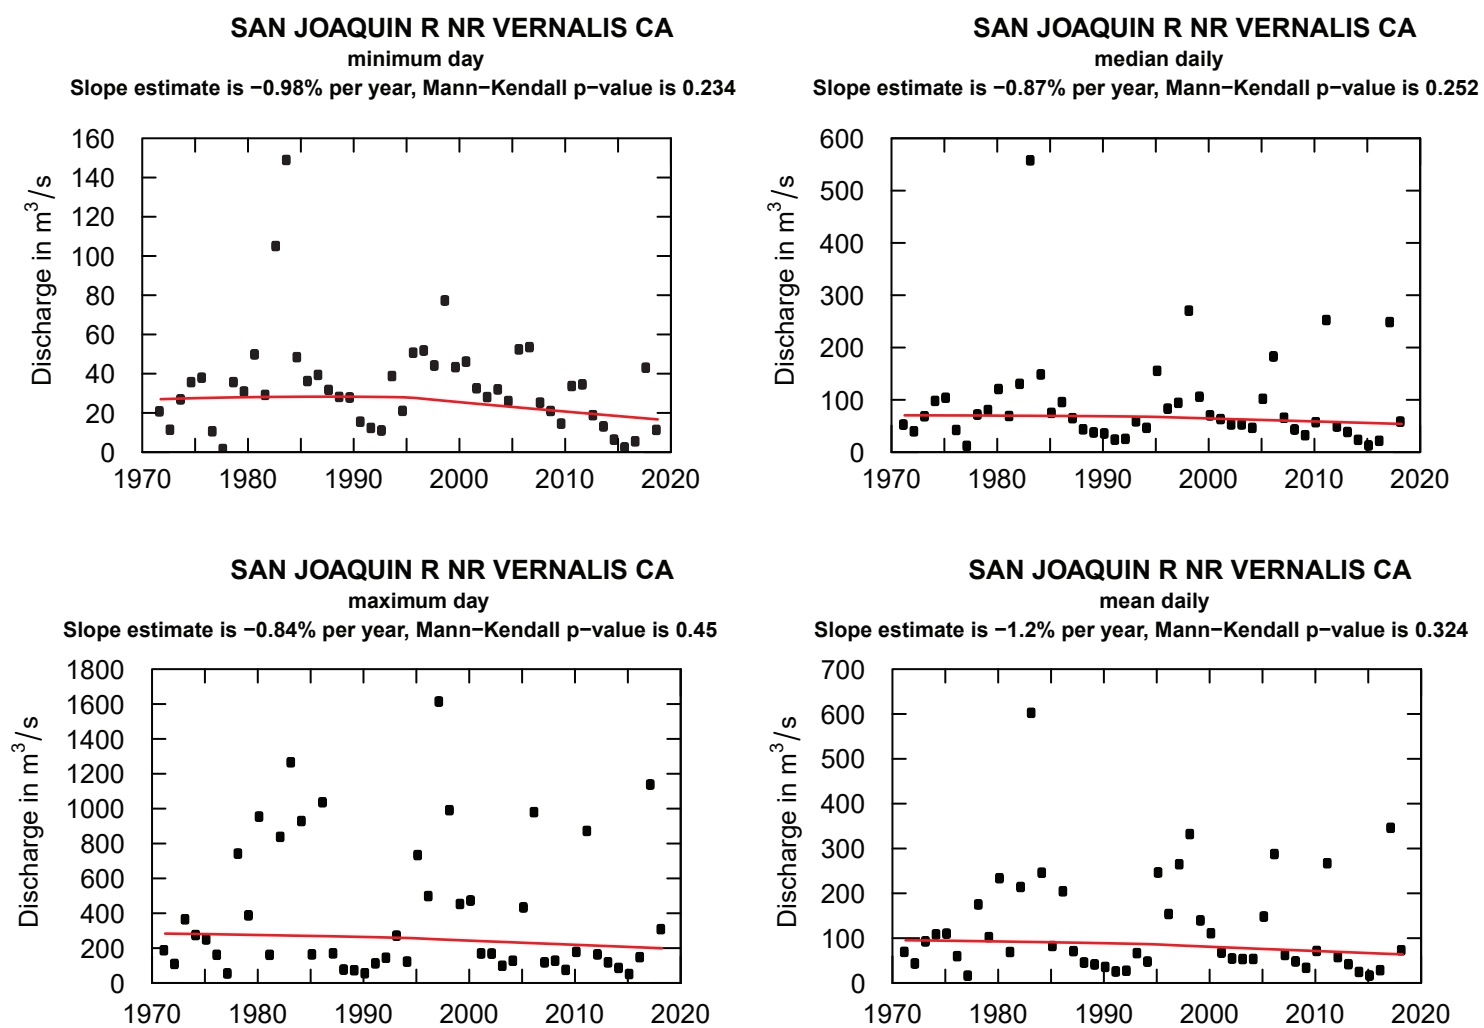 SAN JOAQUIN R NR VERNALIS CA
minimum day
Slope estimate is −0.98% per year, Mann−Kendall p−value is 0.234
Discharge in m³/s
160
140
120
100
80
60
40
20
0
1970 1980 1990 2000 2010 2020
SAN JOAQUIN R NR VERNALIS CA
median daily
Slope estimate is −0.87% per year, Mann−Kendall p−value is 0.252
Discharge in m³/s
600
500
400
300
200
100
0
1970 1980 1990 2000 2010 2020
SAN JOAQUIN R NR VERNALIS CA
maximum day
Slope estimate is −0.84% per year, Mann−Kendall p−value is 0.45
Discharge in m³/s
1800
1600
1400
1200
1000
800
600
400
200
0
1970 1980 1990 2000 2010 2020
SAN JOAQUIN R NR VERNALIS CA
mean daily
Slope estimate is −1.2% per year, Mann−Kendall p−value is 0.324
Discharge in m³/s
700
600
500
400
300
200
100
0
1970 1980 1990 2000 2010 2020